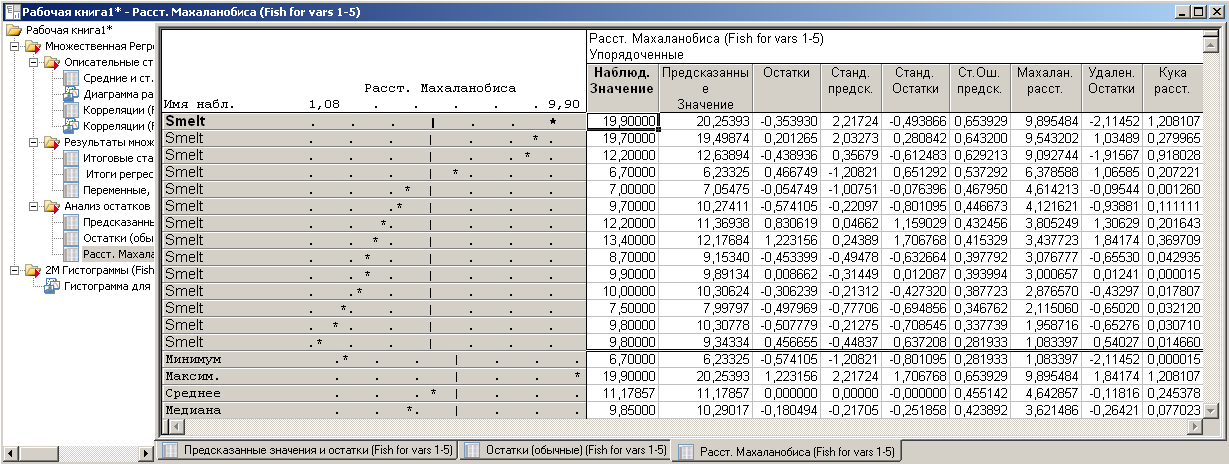 Рабочая книга1* - Расст. Махаланобиса (Fish for vars 1-5)
Рабочая книга1*
Множественная Регре
Описательные ст
Средние и ст.
Диаграмма ра
Корреляции (F
Корреляции (F
Результаты множ
Итоговые ста
Итоги регрес
Переменные,
Анализ остатков
Предсказанны
Остатки (обы
Расст. Махала
2М Гистограммы (Fish
Гистограмма для
Расст. Махаланобиса (Fish for vars 1-5)
Упорядоченные
Расст. Махаланобиса
Имя набл. 1,08 . . . . . 9,90
Наблюд. Значение Предсказанные Значение Остатки Станд. предск. Станд. Остатки Ст.Ош. предск. Махалан. расст. Удален. Остатки Кука расст.
Smelt . . . | . . * 19,90000 20,25393 -0,353930 2,21724 -0,493866 0,653929 9,895484 -2,11452 1,208107
Smelt . . . | . . * . 19,70000 19,49874 0,201265 2,03273 0,280842 0,643200 9,543202 1,03489 0,279965
Smelt . . . | . . * . 12,20000 12,63894 -0,438936 0,35679 -0,612483 0,629213 9,092744 -1,91567 0,918028
Smelt . . . | * . . . 6,70000 6,23325 0,466749 -1,20821 0,651292 0,537292 6,378588 1,06585 0,207221
Smelt . . * . | . . . 7,00000 7,05475 -0,054749 -1,00751 -0,076396 0,467950 4,614213 -0,09544 0,001260
Smelt . . * . | . . . 9,70000 10,27411 -0,574105 -0,22097 -0,801095 0,446673 4,121621 -0,93881 0,111111
Smelt . . * . | . . . 12,20000 11,36938 0,830619 0,04662 1,159029 0,432456 3,805249 1,30629 0,201643
Smelt . . * . | . . . 13,40000 12,17684 1,223156 0,24389 1,706768 0,415329 3,437723 1,84174 0,369709
Smelt . . * . | . . . 8,70000 9,15340 -0,453399 -0,49478 -0,632664 0,397792 3,076777 -0,65530 0,042935
Smelt . . * . | . . . 9,90000 9,89134 0,008662 -0,31449 0,012087 0,393994 3,000657 0,01241 0,000015
Smelt . . * . | . . . 10,00000 10,30624 -0,306239 -0,21312 -0,427320 0,387723 2,876570 -0,43297 0,017807
Smelt . * . . | . . . 7,50000 7,99797 -0,497969 -0,77706 -0,694856 0,346762 2,115060 -0,65020 0,032120
Smelt . * . . | . . . 9,80000 10,30778 -0,507779 -0,21275 -0,708545 0,337739 1,958716 -0,65276 0,030710
Smelt . * . . | . . . 9,80000 9,34334 0,456655 -0,44837 0,637208 0,281933 1,083397 0,54027 0,014660
Минимум . * . . | . . . 6,70000 6,23325 -0,574105 -1,20821 -0,801095 0,281933 1,083397 -2,11452 0,000015
Максим. . . . | . . * 19,90000 20,25393 1,223156 2,21724 1,706768 0,653929 9,895484 1,84174 1,208107
Среднее . . . * | . . . 11,17857 11,17857 0,000000 0,00000 -0,000000 0,455142 4,642857 -0,11816 0,245378
Медиана . . * . | . . . 9,85000 10,29017 -0,180494 -0,21705 -0,251858 0,423892 3,621486 -0,26421 0,077023
Предсказанные значения и остатки (Fish for vars 1-5) Остатки (обычные) (Fish for vars 1-5) Расст. Махаланобиса (Fish for vars 1-5)